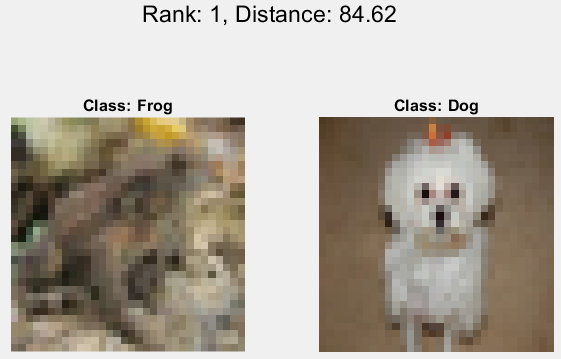 Rank: 1, Distance: 84.62
Class: Frog
Class: Dog